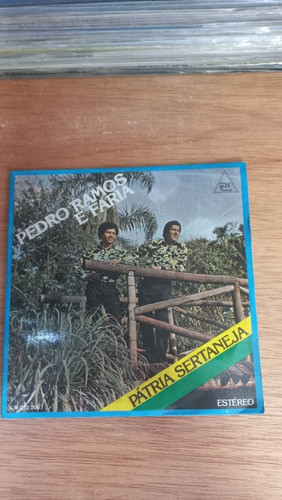 PEDRO RAMOS
E FARIA
PÁTRIA SERTANEJA
ESTÉREO